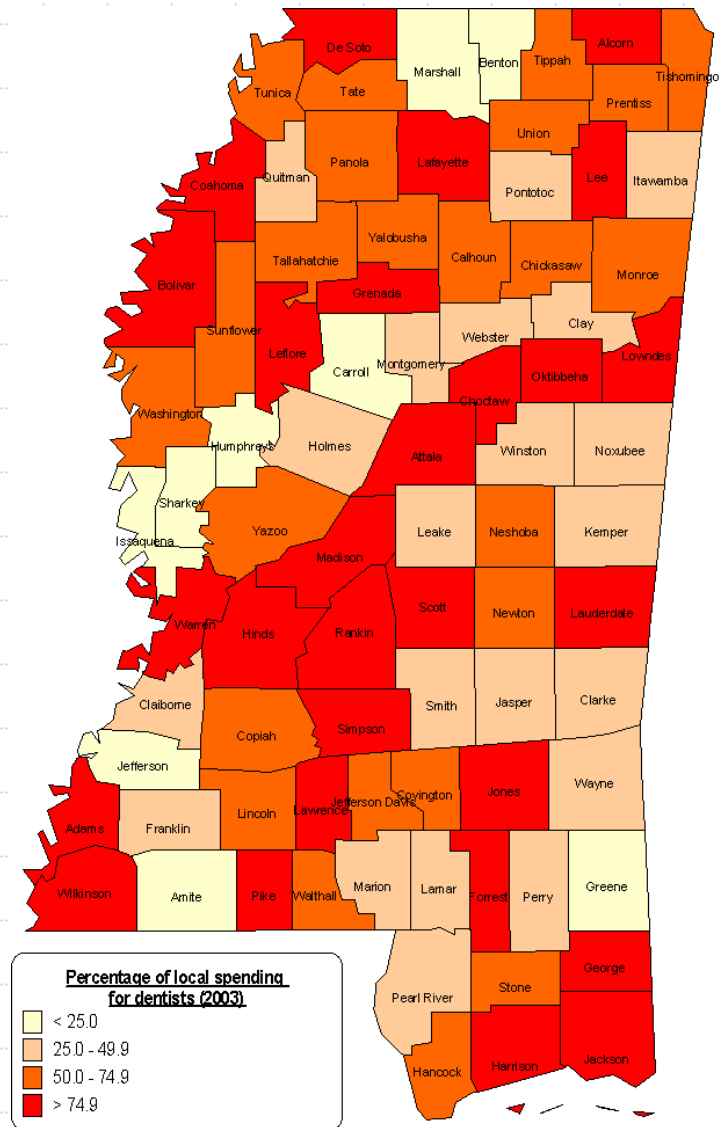 De Soto
Marshall
Benton
Tippah
Alcorn
Tishomingo
Tunica
Tate
Prentiss
Union
Panola
Lafayette
Quitman
Coahoma
Pontotoc
Lee
Itawamba
Yalobusha
Tallahatchie
Calhoun
Chickasaw
Monroe
Bolivar
Grenada
Sunflower
Leflore
Carroll
Montgomery
Webster
Clay
Lowndes
Oktibbeha
Choctaw
Washington
Humphreys
Holmes
Attala
Winston
Noxubee
Sharkey
Issaquena
Yazoo
Leake
Neshoba
Kemper
Madison
Warren
Hinds
Rankin
Scott
Newton
Lauderdale
Claiborne
Copiah
Simpson
Smith
Jasper
Clarke
Jefferson
Adams
Franklin
Lincoln
Lawrence
Jefferson Davis
Covington
Jones
Wayne
Wilkinson
Amite
Pike
Walthall
Marion
Lamar
Forrest
Perry
Greene
Pearl River
Stone
George
Hancock
Harrison
Jackson
Percentage of local spending
for dentists (2003)
< 25.0
25.0 - 49.9
50.0 - 74.9
> 74.9